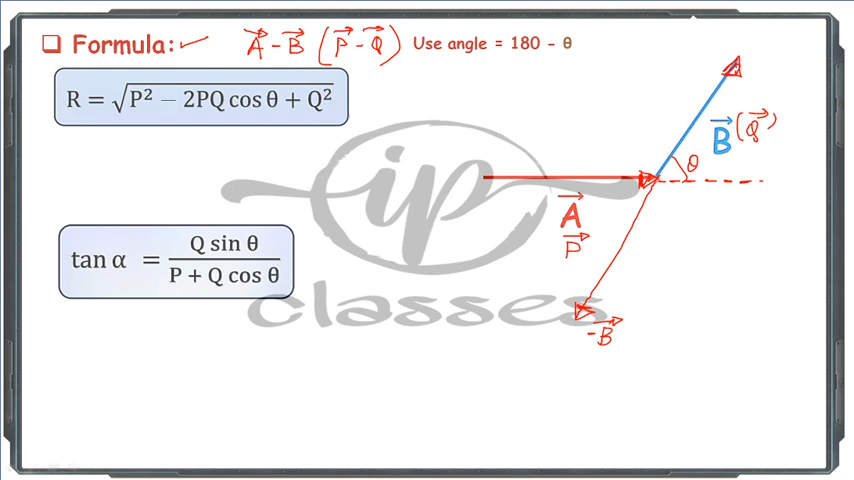 ❑ Formula: ✓ A⃗ - B⃗ (P⃗ - Q⃗) Use angle = 180 - θ
R = √(P² − 2PQ cos θ + Q²)
B⃗ (Q⃗)
θ
A⃗
P⃗
tan α = Q sin θ / P + Q cos θ
-B⃗
ip
classes